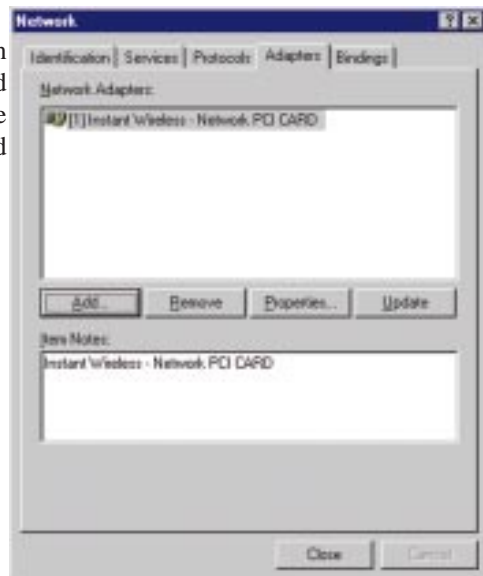 Network
Identification Services Protocols Adapters Bindings
Network Adapters:
[1] Instant Wireless - Network PCI CARD
Add... Remove Properties... Update
Item Notes:
Instant Wireless - Network PCI CARD
Close Cancel